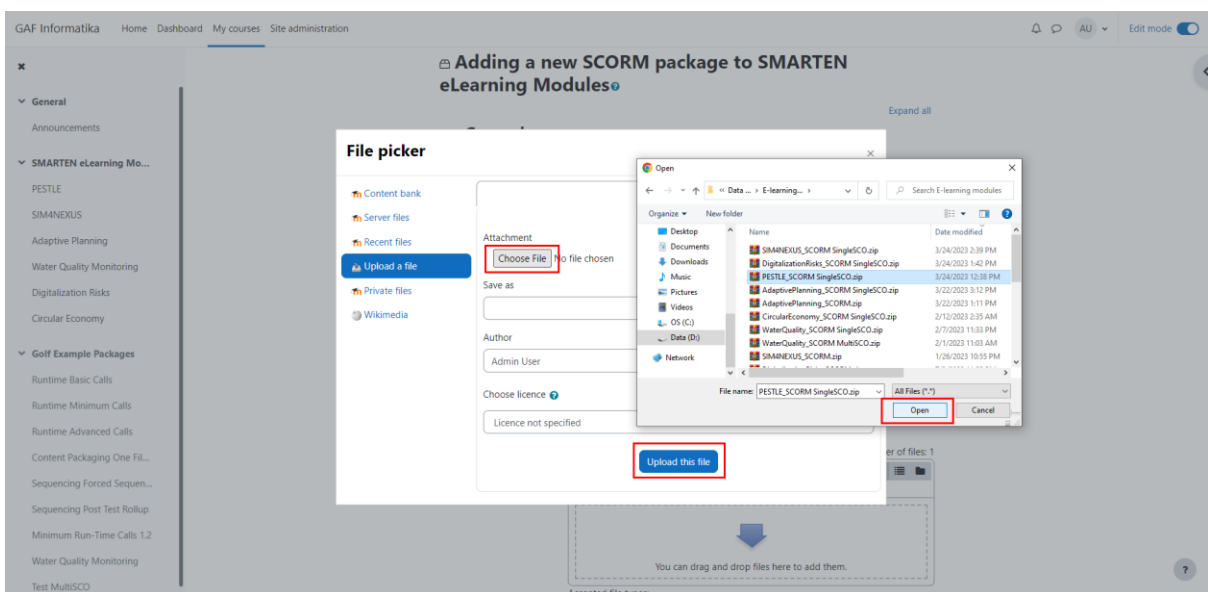 GAF Informatika Home Dashboard My courses Site administration AU Edit mode
Adding a new SCORM package to SMARTEN
eLearning Modules
Expand all
General
Announcements
SMARTEN eLearning Mo...
PESTLE
SIM4NEXUS
Adaptive Planning
Water Quality Monitoring
Digitalization Risks
Circular Economy
Golf Example Packages
Runtime Basic Calls
Runtime Minimum Calls
Runtime Advanced Calls
Content Packaging One Fil...
Sequencing Forced Sequen...
Sequencing Post Test Rollup
Minimum Run-Time Calls 1.2
Water Quality Monitoring
Test MultiSCO
File picker
Content bank
Server files
Recent files
Upload a file
Private files
Wikimedia
Attachment
Choose File No file chosen
Save as
Author
Admin User
Choose licence
Licence not specified
Upload this file
Open
« Data ... › E-learning... › Search E-learning modules
Organize New folder
Desktop
Documents
Downloads
Music
Pictures
Videos
OS (C:)
Data (D:)
Network
Name Date modified
SIM4NEXUS_SCORM SingleSCO.zip 3/24/2023 2:39 PM
DigitalizationRisks_SCORM SingleSCO.zip 3/24/2023 1:42 PM
PESTLE_SCORM SingleSCO.zip 3/24/2023 12:38 PM
AdaptivePlanning_SCORM SingleSCO.zip 3/22/2023 3:12 PM
AdaptivePlanning_SCORM.zip 3/22/2023 1:11 PM
CircularEconomy_SCORM SingleSCO.zip 2/12/2023 2:35 AM
WaterQuality_SCORM SingleSCO.zip 2/7/2023 11:33 PM
WaterQuality_SCORM MultiSCO.zip 2/1/2023 11:03 AM
SIM4NEXUS_SCORM.zip 1/26/2023 10:55 PM
File name: PESTLE_SCORM SingleSCO.zip All Files (*.*)
Open Cancel
er of files: 1
You can drag and drop files here to add them.
?